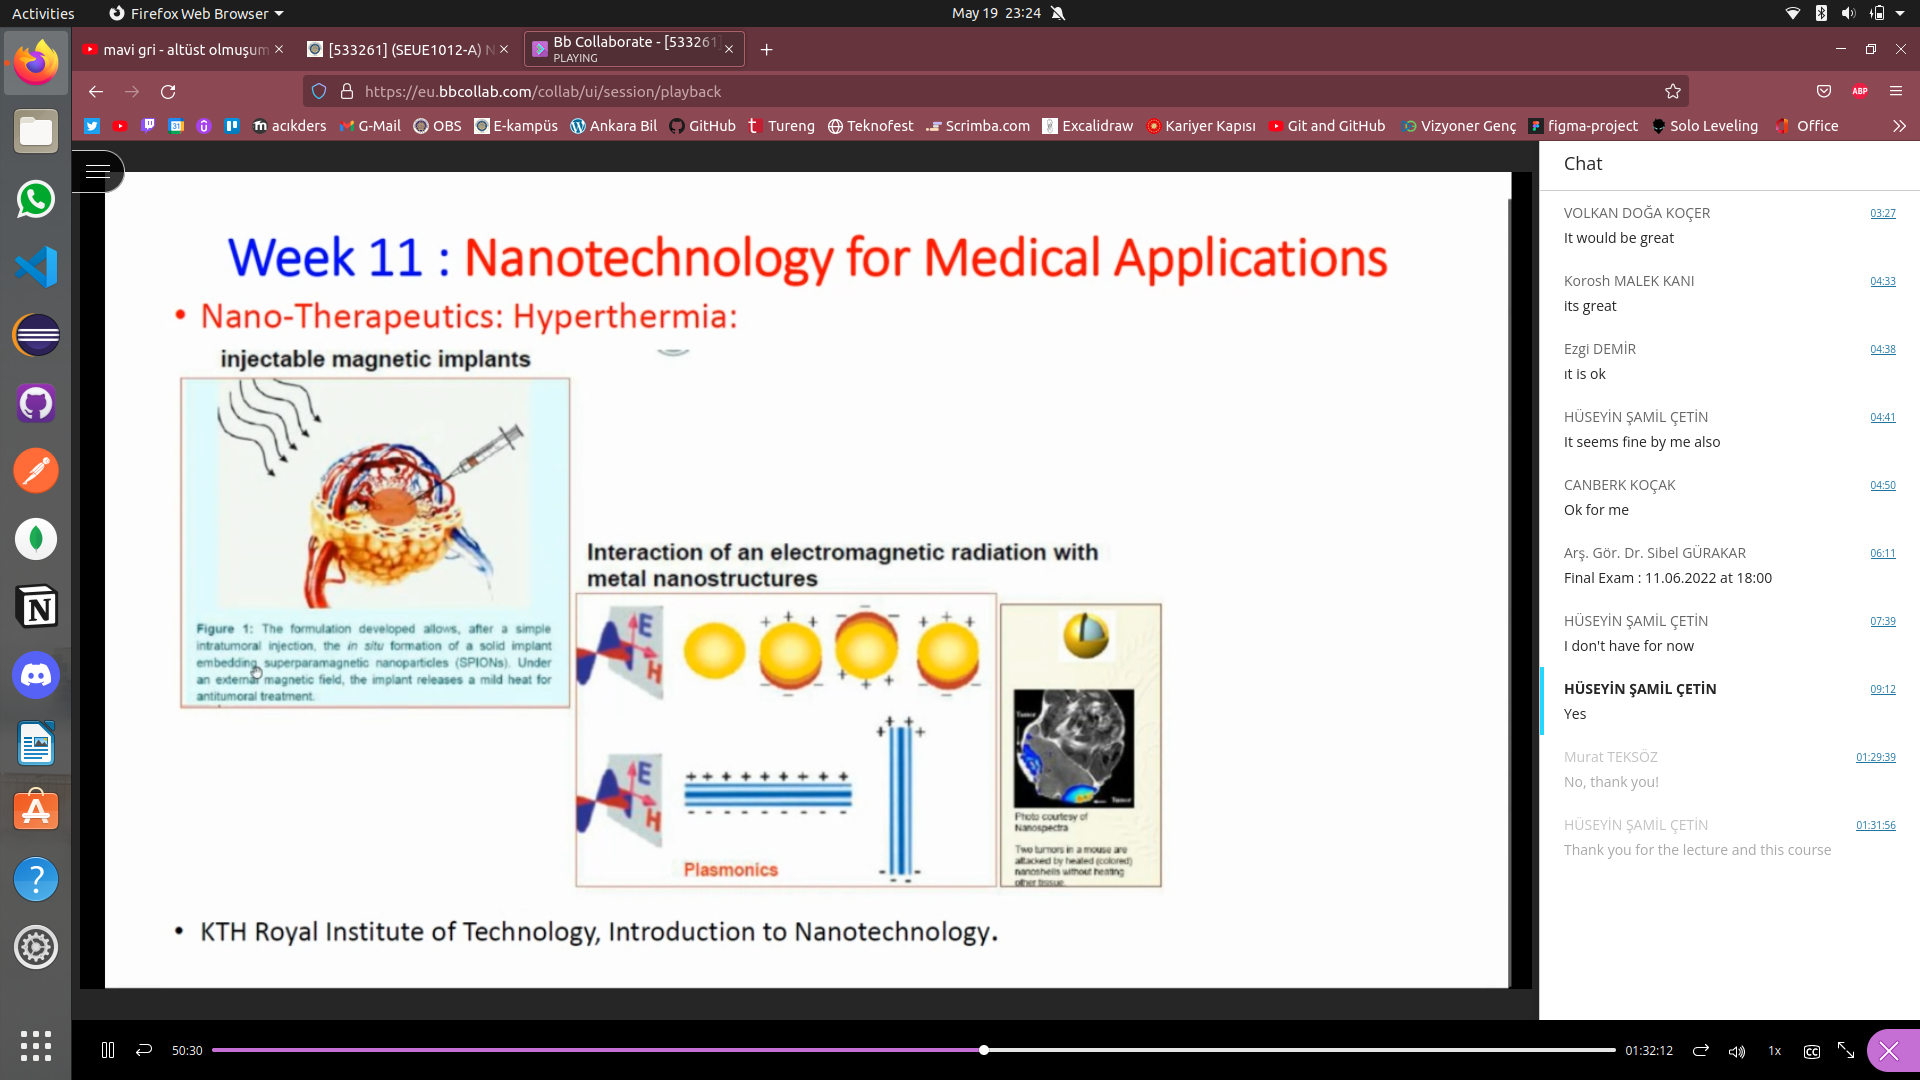 Activities
Firefox Web Browser
May 19 23:24
mavi gri - altüst olmuşum
[533261] (SEUE1012-A) N
Bb Collaborate - [533261]
PLAYING
https://eu.bbcollab.com/collab/ui/session/playback
ABP
acıkders
G-Mail
OBS
E-kampüs
Ankara Bil
GitHub
Tureng
Teknofest
Scrimba.com
Excalidraw
Kariyer Kapısı
Git and GitHub
Vizyoner Genç
figma-project
Solo Leveling
Office
Week 11 : Nanotechnology for Medical Applications
• Nano-Therapeutics: Hyperthermia:
injectable magnetic implants
Figure 1: The formulation developed allows, after a simple
intratumoral injection, the in situ formation of a solid implant
embedding superparamagnetic nanoparticles (SPIONs). Under
an external magnetic field, the implant releases a mild heat for
antitumoral treatment.
Interaction of an electromagnetic radiation with
metal nanostructures
E
H
E
H
Plasmonics
Tumor
Tumor
Photo courtesy of
Nanospectra
Two tumors in a mouse are
attacked by heated (colored)
nanoshells without heating
other tissue.
• KTH Royal Institute of Technology, Introduction to Nanotechnology.
Chat
VOLKAN DOĞA KOÇER 03:27
It would be great
Korosh MALEK KANI 04:33
its great
Ezgi DEMİR 04:38
ıt is ok
HÜSEYİN ŞAMİL ÇETİN 04:41
It seems fine by me also
CANBERK KOÇAK 04:50
Ok for me
Arş. Gör. Dr. Sibel GÜRAKAR 06:11
Final Exam : 11.06.2022 at 18:00
HÜSEYİN ŞAMİL ÇETİN 07:39
I don't have for now
HÜSEYİN ŞAMİL ÇETİN 09:12
Yes
Murat TEKSÖZ 01:29:39
No, thank you!
HÜSEYİN ŞAMİL ÇETİN 01:31:56
Thank you for the lecture and this course
50:30
01:32:12
1x
CC